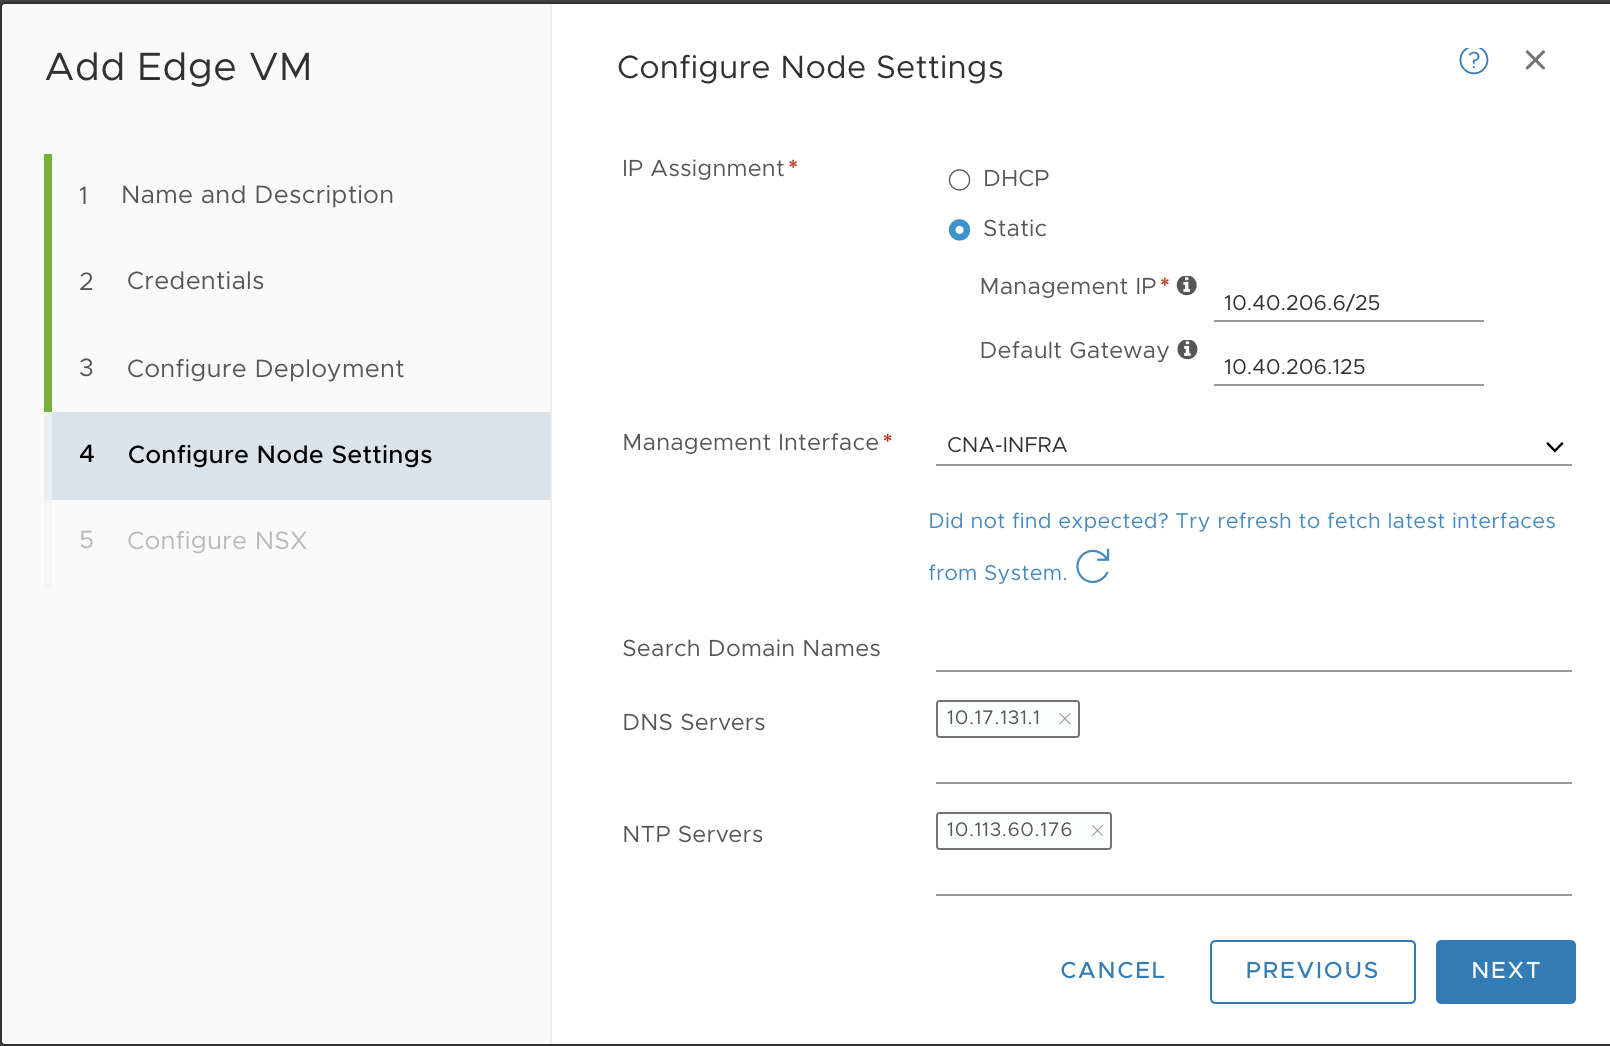 Add Edge VM
1 Name and Description
2 Credentials
3 Configure Deployment
4 Configure Node Settings
5 Configure NSX
Configure Node Settings
IP Assignment*
DHCP
Static
Management IP*
10.40.206.6/25
Default Gateway
10.40.206.125
Management Interface*
CNA-INFRA
Did not find expected? Try refresh to fetch latest interfaces
from System.
Search Domain Names
DNS Servers
10.17.131.1
NTP Servers
10.113.60.176
CANCEL
PREVIOUS
NEXT